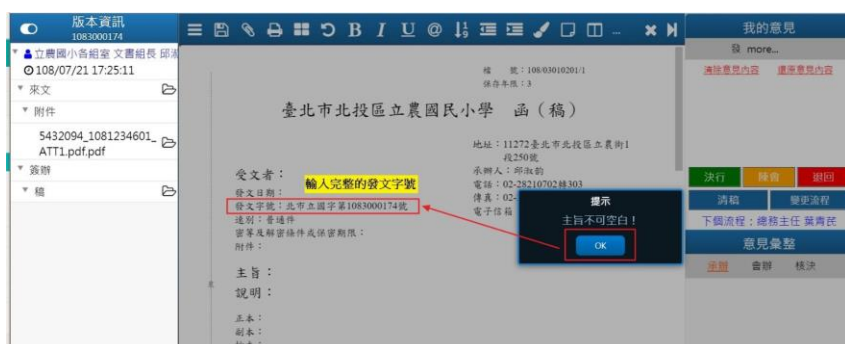 版本資訊
1083000174
立農國小各組室 文書組長 邱淑
108/07/21 17:25:11
來文
附件
5432094_1081234601_
ATT1.pdf.pdf
簽辦
稿
B I U @
檔 號：108/03010201/1
保存年限：3
臺北市北投區立農國民小學 函（稿）
地址：11272臺北市北投區立農街1
段250號
承辦人：邱淑韵
電話：02-28210702轉303
傳真：02-
電子信箱
受文者：
輸入完整的發文字號
發文日期：
發文字號：北市立國字第1083000174號
速別：普通件
密等及解密條件或保密期限：
附件：
主旨：
說明：
正本：
副本：
提示
主旨不可空白！
OK
我的意見
more...
清除意見內容 還原意見內容
決行 陳會 退回
清稿 變更流程
下個流程：總務主任 葉青芪
意見彙整
承辦 會辦 核決